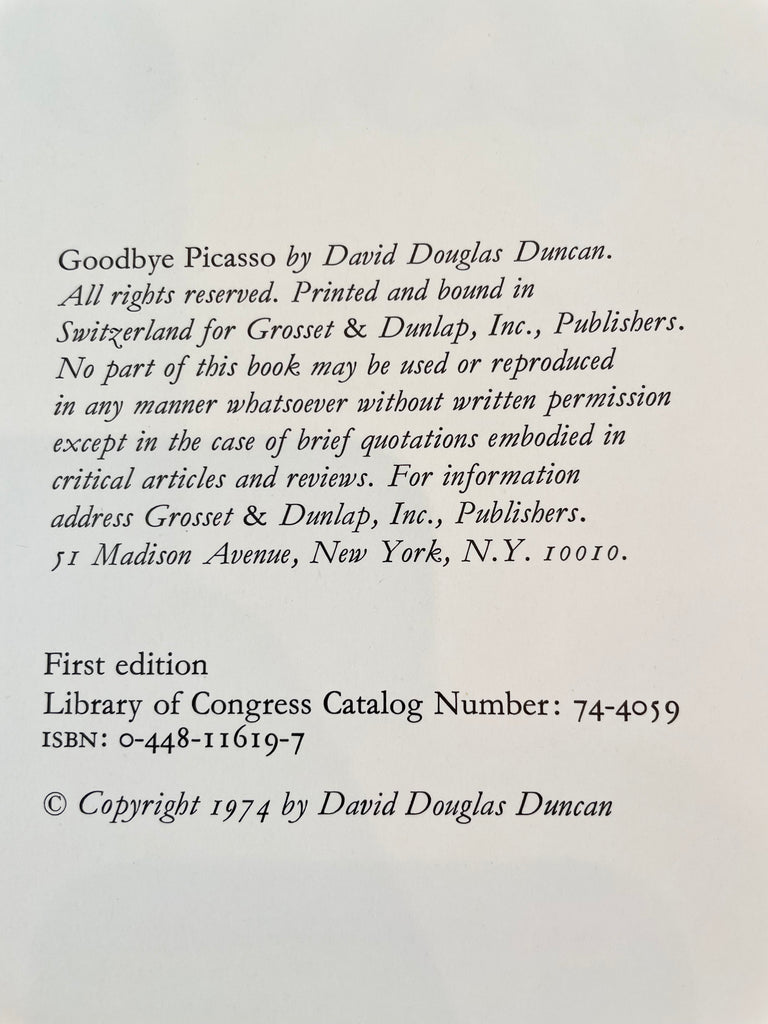 Goodbye Picasso by David Douglas Duncan.
All rights reserved. Printed and bound in
Switzerland for Grosset & Dunlap, Inc., Publishers.
No part of this book may be used or reproduced
in any manner whatsoever without written permission
except in the case of brief quotations embodied in
critical articles and reviews. For information
address Grosset & Dunlap, Inc., Publishers.
51 Madison Avenue, New York, N.Y. 10010.
First edition
Library of Congress Catalog Number: 74-4059
ISBN: 0-448-11619-7
© Copyright 1974 by David Douglas Duncan